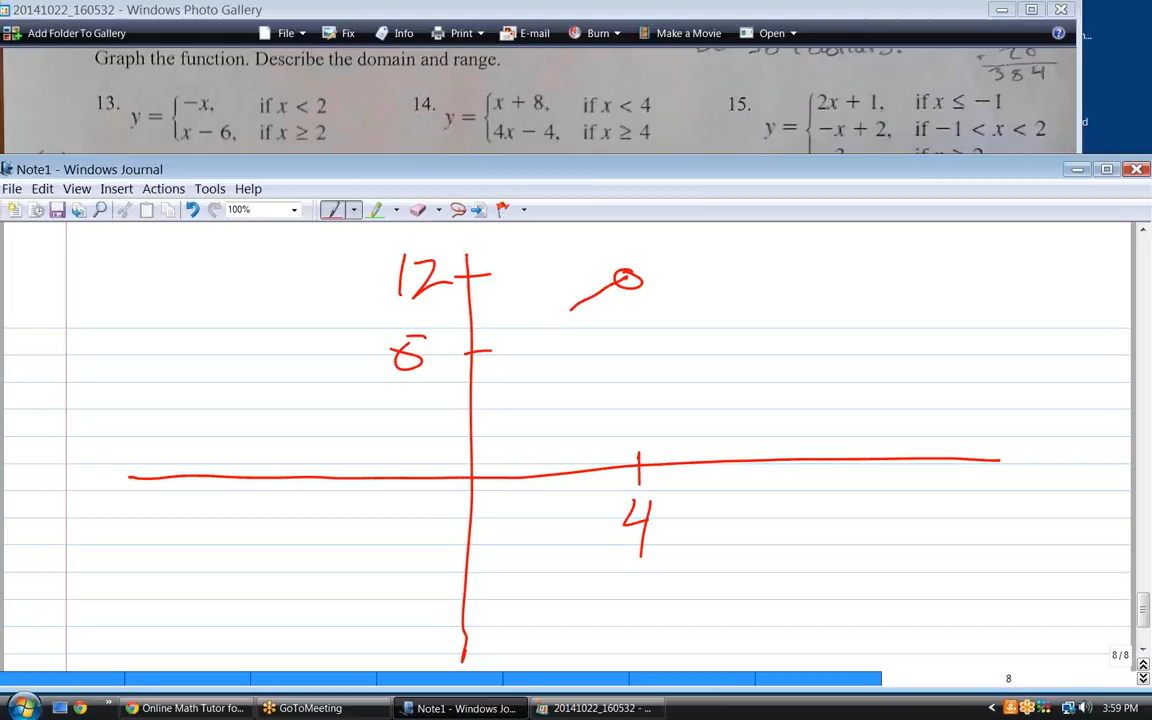 20141022_160532 - Windows Photo Gallery
Add Folder To Gallery File Fix Info Print E-mail Burn Make a Movie Open
Graph the function. Describe the domain and range.
20
384
13. y = { -x, if x < 2
x - 6, if x ≥ 2
14. y = { x + 8, if x < 4
4x - 4, if x ≥ 4
15. y = { 2x + 1, if x ≤ -1
-x + 2, if -1 < x < 2
Note1 - Windows Journal
File Edit View Insert Actions Tools Help
100%
12
4
8/8
8
Online Math Tutor fo... GoToMeeting Note1 - Windows Jo... 20141022_160532 - ... 3:59 PM